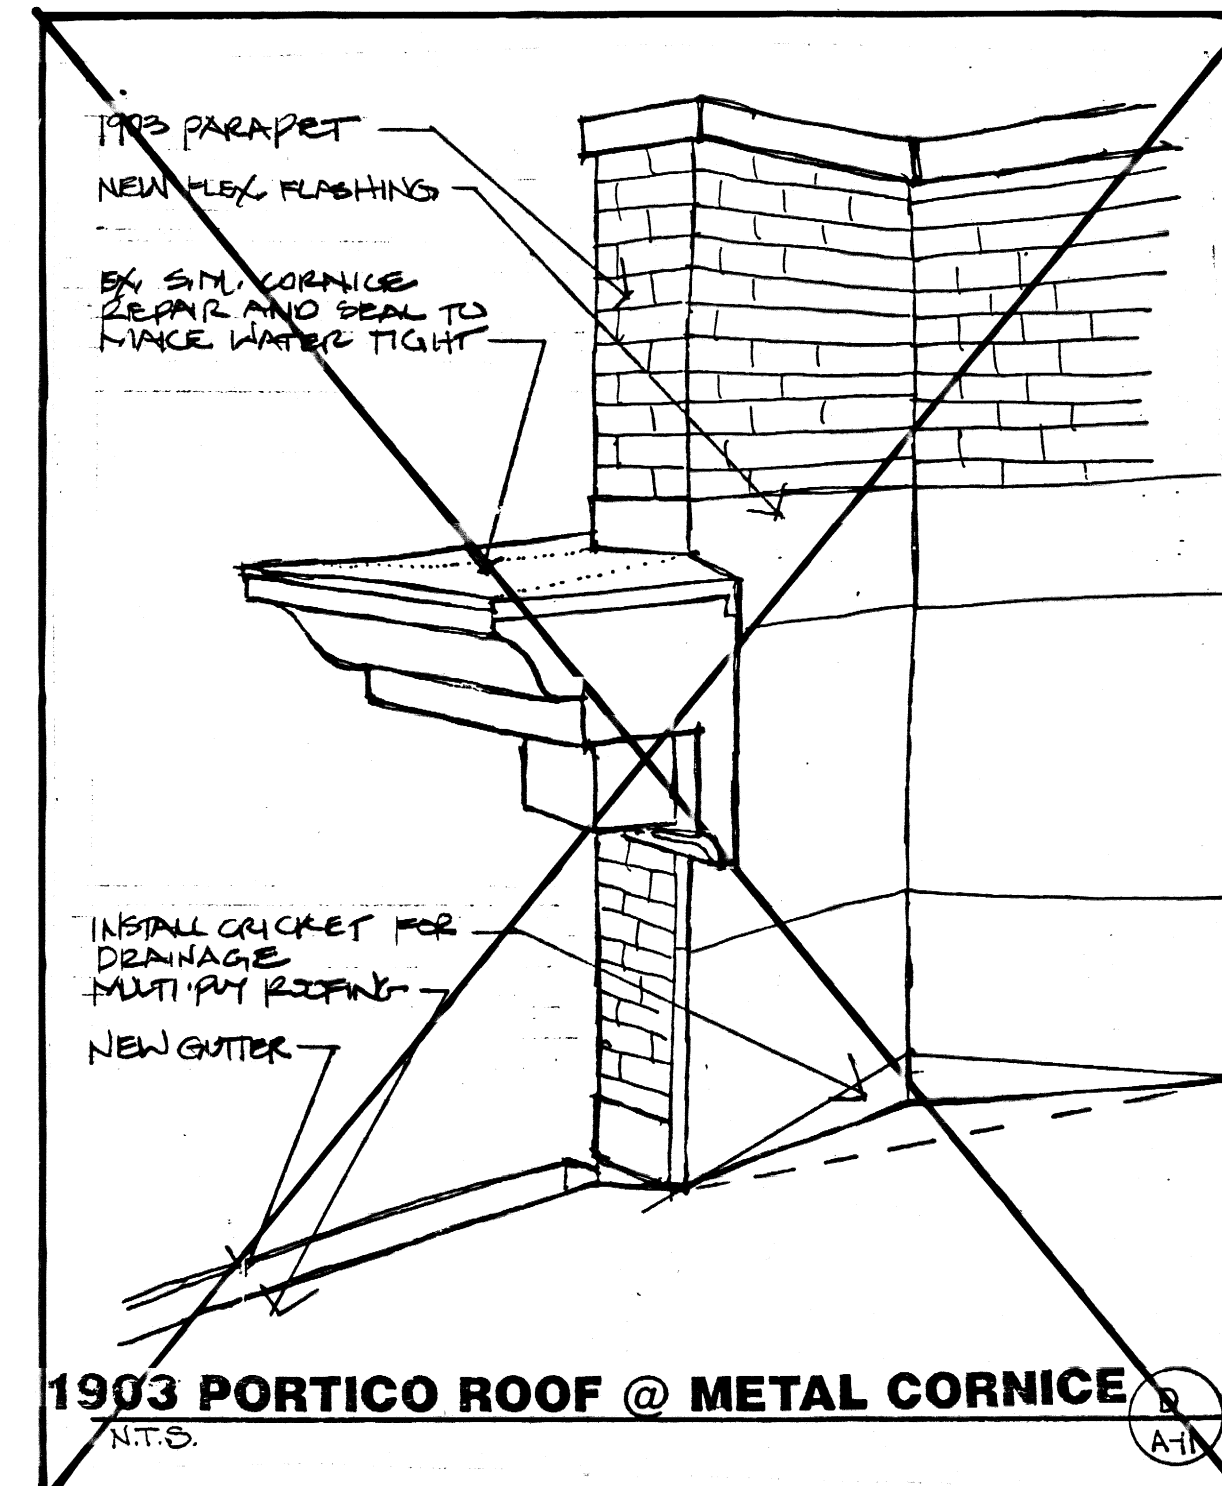 1903 PARAPET
NEW FLEX. FLASHING
EX. S.M. CORNICE
REPAIR AND SEAL TO
MAKE WATER TIGHT
INSTALL CRICKET FOR
DRAINAGE
MULTI-PLY ROOFING
NEW GUTTER
1903 PORTICO ROOF @ METAL CORNICE
N.T.S.
D
A-11